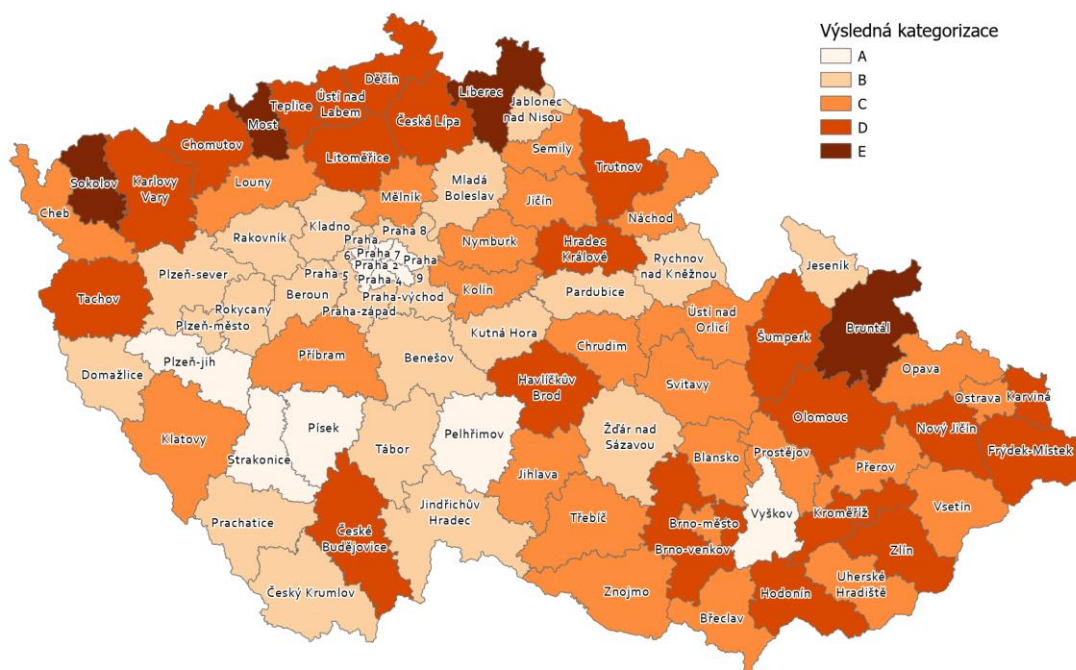 Výsledná kategorizace
A
B
C
D
E
Děčín
Liberec
Ústí nad
Labem
Teplice
Jablonec
nad Nisou
Most
Česká Lípa
Chomutov
Semily
Litoměřice
Trutnov
Sokolov
Karlovy
Vary
Louny
Mladá
Boleslav
Mělník
Jičín
Cheb
Náchod
Kladno
Praha 8
Rakovník
Praha
6
Praha 7
Praha
9
Praha 2
Praha 4
Praha 5
Nymburk
Hradec
Králové
Rychnov
nad Kněžnou
Jeseník
Plzeň-sever
Tachov
Beroun
Praha-východ
Praha-západ
Kolín
Pardubice
Rokycany
Plzeň-město
Kutná Hora
Ústí nad
Orlicí
Šumperk
Bruntál
Chrudim
Příbram
Benešov
Plzeň-jih
Domažlice
Opava
Svitavy
Havlíčkův
Brod
Ostrava
Karviná
Olomouc
Nový Jičín
Písek
Pelhřimov
Klatovy
Tábor
Žďár nad
Sázavou
Frýdek-Místek
Strakonice
Blansko
Prostějov
Přerov
Jihlava
Jindřichův
Hradec
Vsetín
Prachatice
Třebíč
Brno-město
Vyškov
Kroměříž
České
Budějovice
Brno-venkov
Zlín
Uherské
Hradiště
Český Krumlov
Znojmo
Hodonín
Břeclav